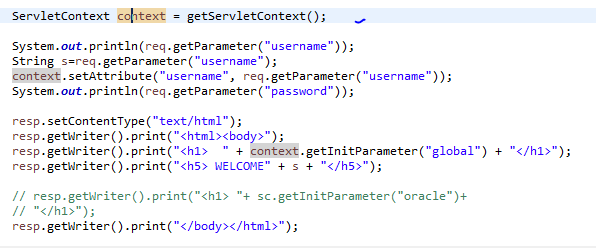 ServletContext context = getServletContext();
System.out.println(req.getParameter("username"));
String s=req.getParameter("username");
context.setAttribute("username", req.getParameter("username"));
System.out.println(req.getParameter("password"));
resp.setContentType("text/html");
resp.getWriter().print("<html><body>");
resp.getWriter().print("<h1>  " + context.getInitParameter("global") + "</h1>");
resp.getWriter().print("<h5> WELCOME" + s + "</h5>");
// resp.getWriter().print("<h1> "+ sc.getInitParameter("oracle")+
// "</h1>");
resp.getWriter().print("</body></html>");